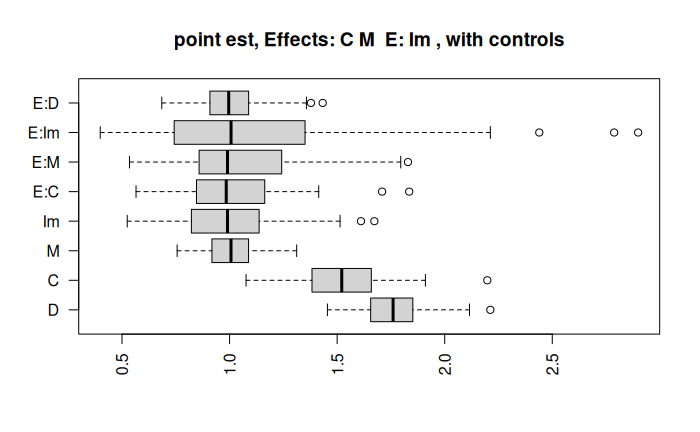 point est, Effects: C M  E: Im , with controls
E:D
E:Im
E:M
E:C
Im
M
C
D
0.5 1.0 1.5 2.0 2.5